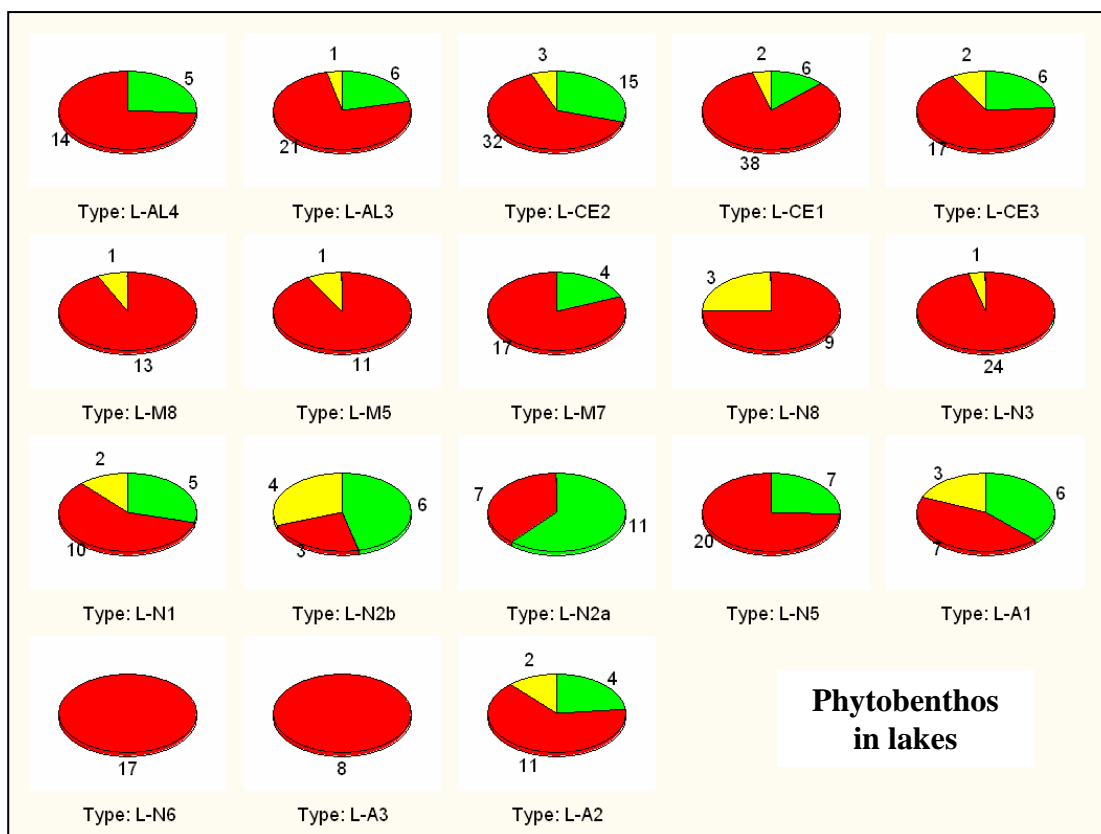 5
14
Type: L-AL4
1
6
21
Type: L-AL3
3
15
32
Type: L-CE2
2
6
38
Type: L-CE1
2
6
17
Type: L-CE3
1
13
Type: L-M8
1
11
Type: L-M5
4
17
Type: L-M7
3
9
Type: L-N8
1
24
Type: L-N3
2
5
10
Type: L-N1
4
6
3
Type: L-N2b
7
11
Type: L-N2a
7
20
Type: L-N5
3
6
7
Type: L-A1
17
Type: L-N6
8
Type: L-A3
2
4
11
Type: L-A2
Phytobenthos
in lakes